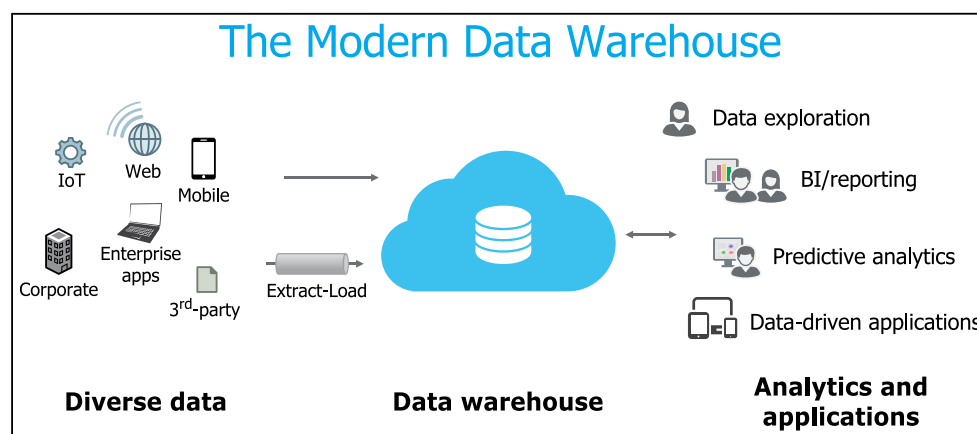 The Modern Data Warehouse
IoT
Web
Mobile
Corporate
Enterprise
apps
3rd-party
Extract-Load
Data exploration
BI/reporting
Predictive analytics
Data-driven applications
Diverse data
Data warehouse
Analytics and
applications